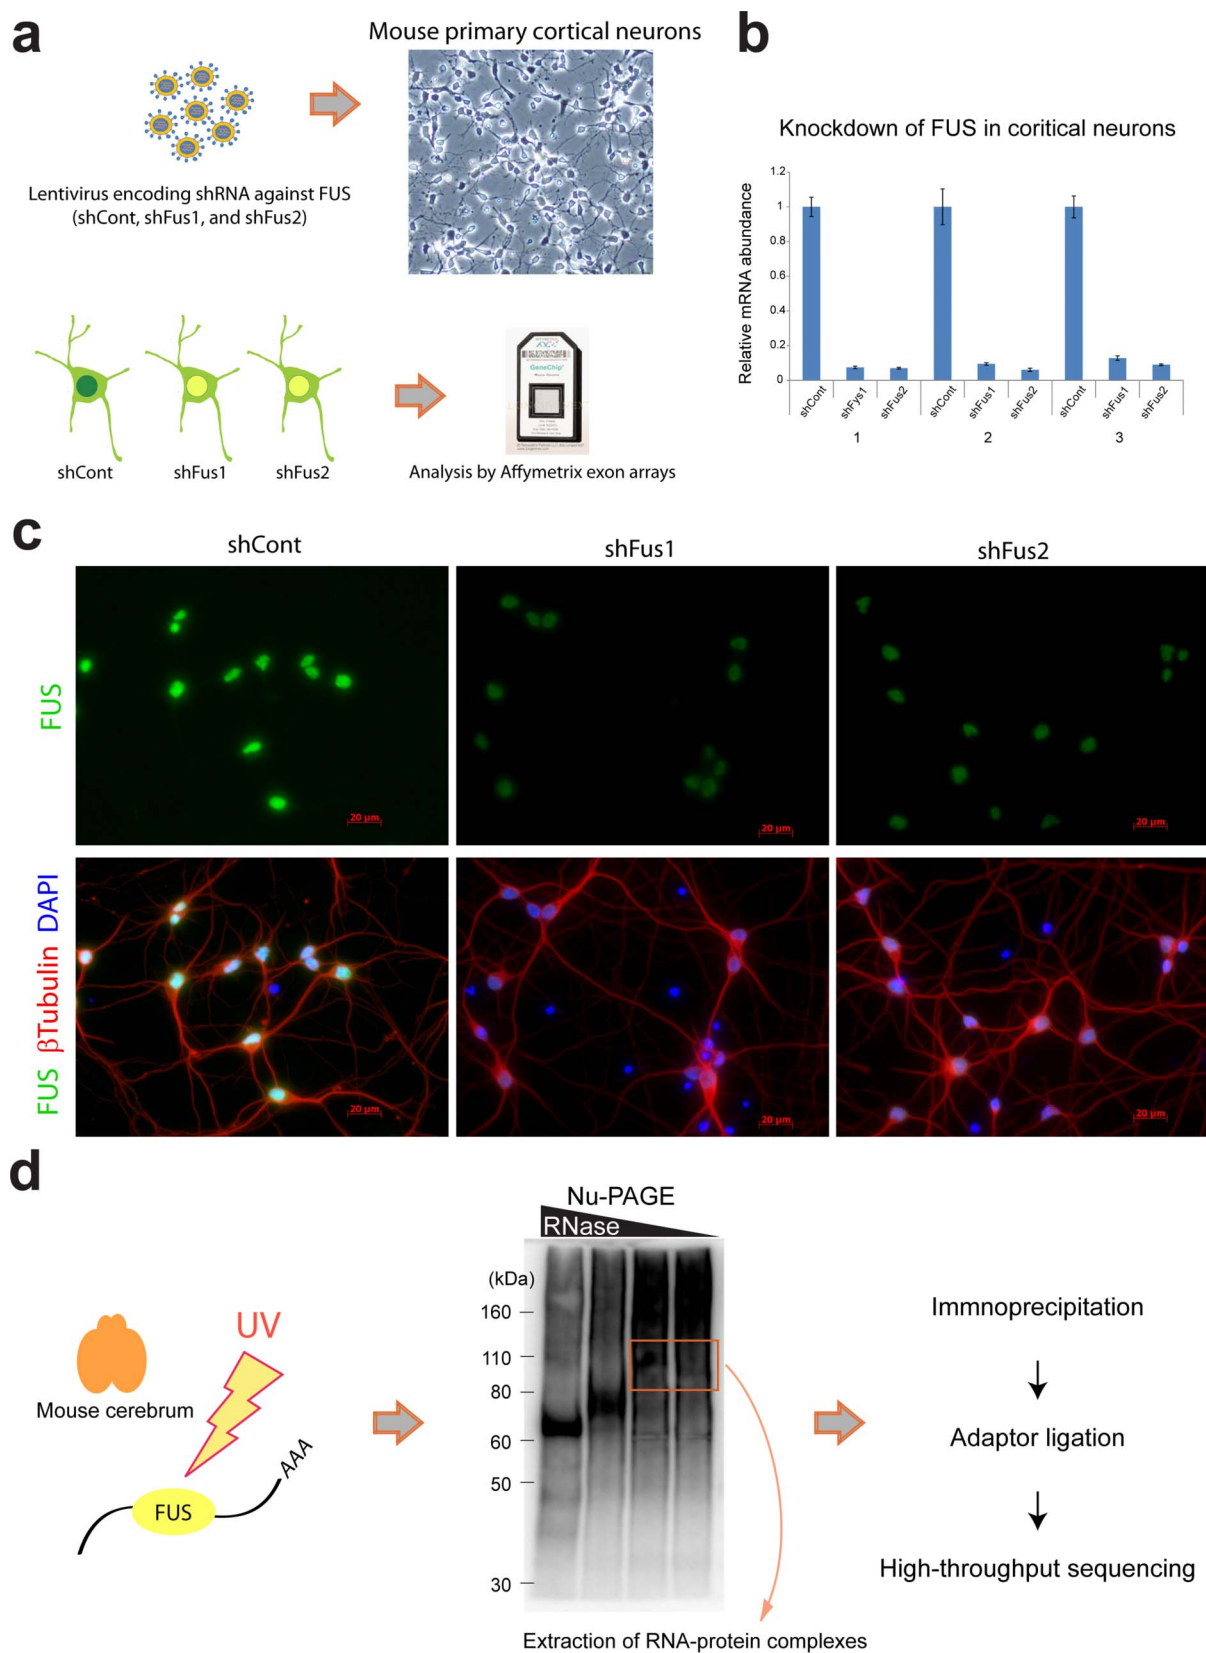 a
Mouse primary cortical neurons
Lentivirus encoding shRNA against FUS
(shCont, shFus1, and shFus2)
shCont
shFus1
shFus2
GeneChip
Analysis by Affymetrix exon arrays
b
Knockdown of FUS in coritical neurons
Relative mRNA abundance
1.2
1
0.8
0.6
0.4
0.2
0
shCont
shFys1
shFus2
shCont
shFus1
shFus2
shCont
shFus1
shFus2
1
2
3
c
shCont
shFus1
shFus2
FUS
20 µm
20 µm
20 µm
FUS βTubulin DAPI
20 µm
20 µm
20 µm
d
Mouse cerebrum
UV
FUS
AAA
Nu-PAGE
RNase
(kDa)
160
110
80
60
50
30
Extraction of RNA-protein complexes
Immnoprecipitation
Adaptor ligation
High-throughput sequencing